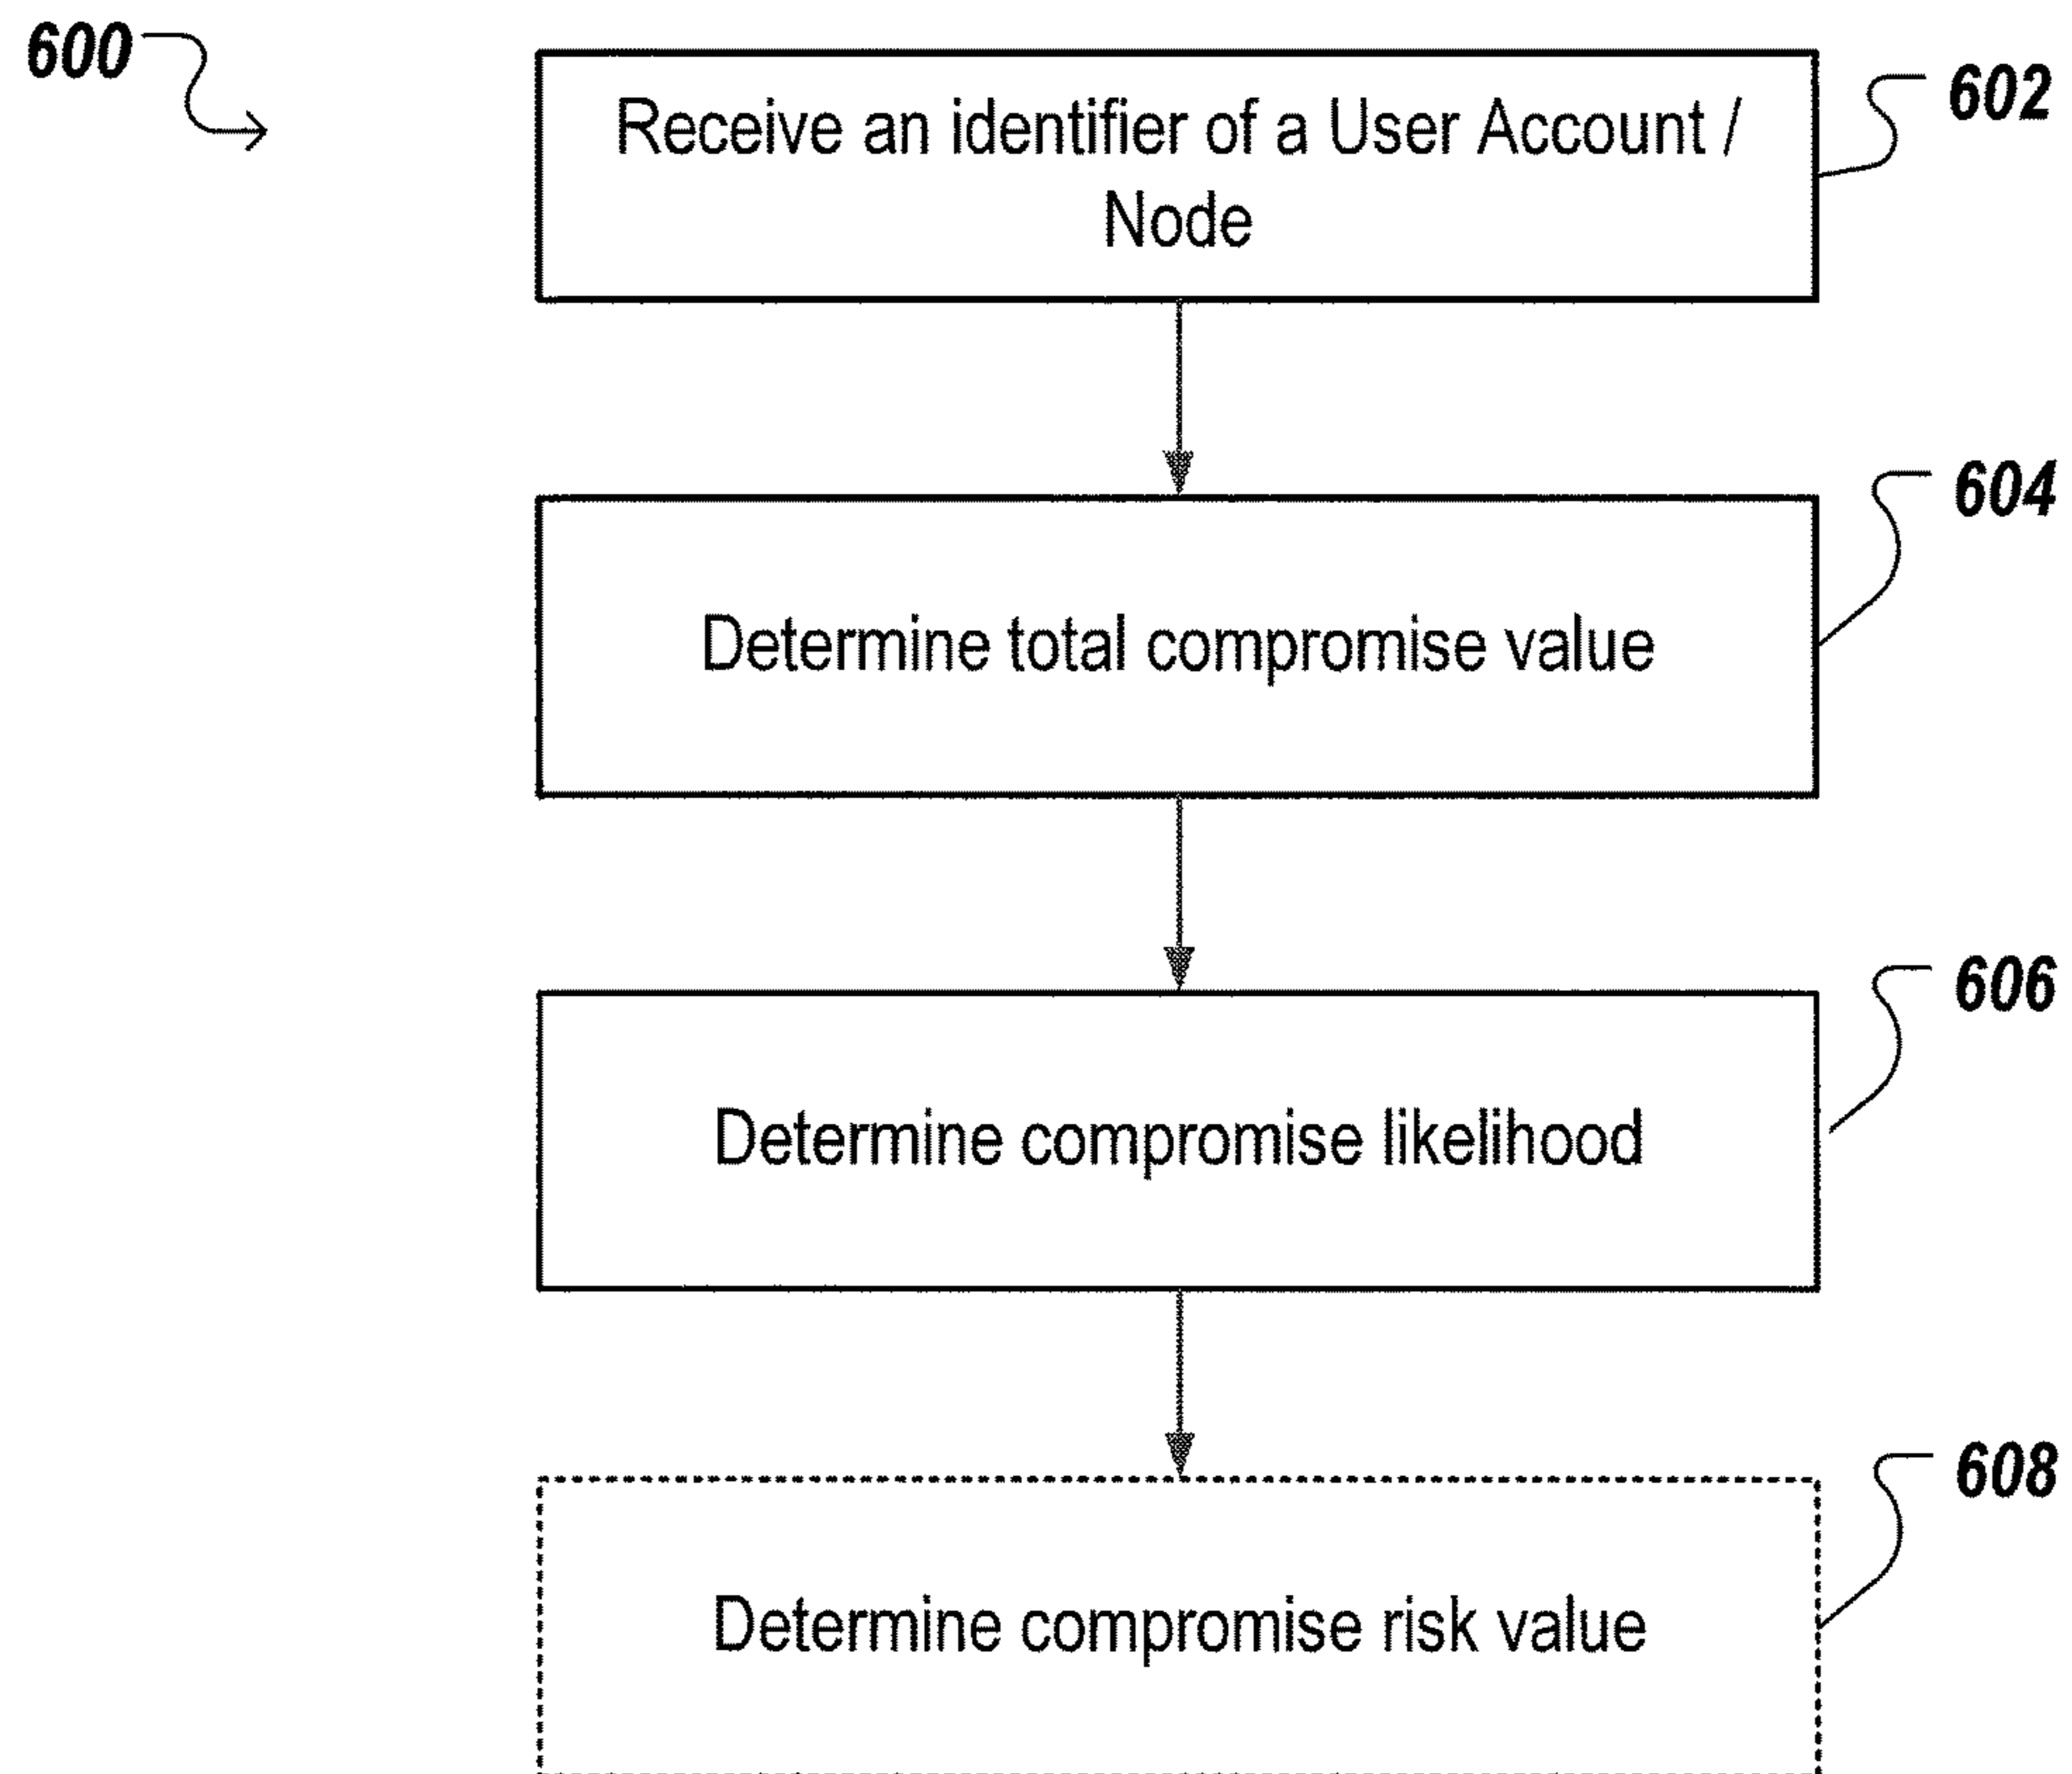 600
Receive an identifier of a User Account /
Node
602
Determine total compromise value
604
Determine compromise likelihood
606
Determine compromise risk value
608